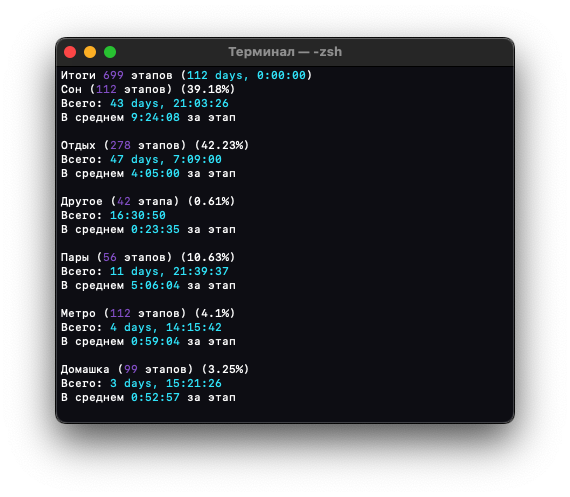 Терминал — -zsh
Итоги 699 этапов (112 days, 0:00:00)
Сон (112 этапов) (39.18%)
Всего: 43 days, 21:03:26
В среднем 9:24:08 за этап
Отдых (278 этапов) (42.23%)
Всего: 47 days, 7:09:00
В среднем 4:05:00 за этап
Другое (42 этапа) (0.61%)
Всего: 16:30:50
В среднем 0:23:35 за этап
Пары (56 этапов) (10.63%)
Всего: 11 days, 21:39:37
В среднем 5:06:04 за этап
Метро (112 этапов) (4.1%)
Всего: 4 days, 14:15:42
В среднем 0:59:04 за этап
Домашка (99 этапов) (3.25%)
Всего: 3 days, 15:21:26
В среднем 0:52:57 за этап